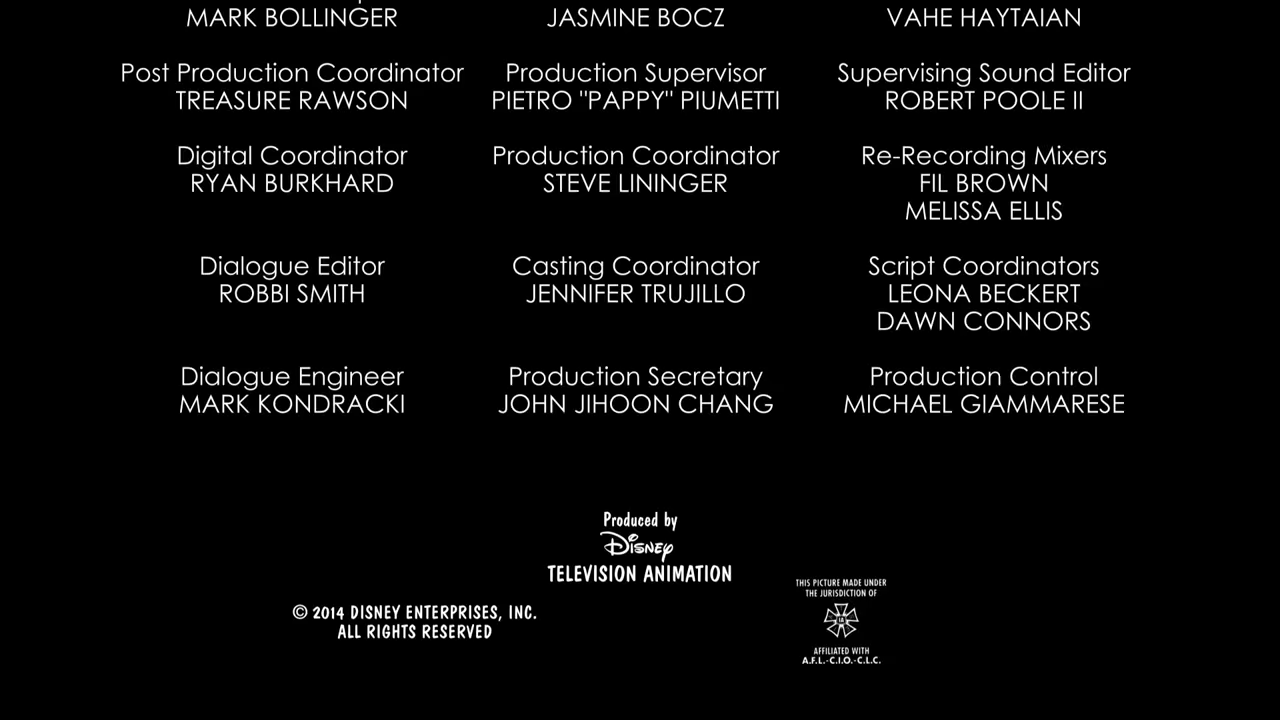 MARK BOLLINGER
Post Production Coordinator
TREASURE RAWSON
Digital Coordinator
RYAN BURKHARD
Dialogue Editor
ROBBI SMITH
Dialogue Engineer
MARK KONDRACKI
JASMINE BOCZ
Production Supervisor
PIETRO "PAPPY" PIUMETTI
Production Coordinator
STEVE LININGER
Casting Coordinator
JENNIFER TRUJILLO
Production Secretary
JOHN JIHOON CHANG
VAHE HAYTAIAN
Supervising Sound Editor
ROBERT POOLE II
Re-Recording Mixers
FIL BROWN
MELISSA ELLIS
Script Coordinators
LEONA BECKERT
DAWN CONNORS
Production Control
MICHAEL GIAMMARESE
Produced by
DISNEY
TELEVISION ANIMATION
© 2014 DISNEY ENTERPRISES, INC.
ALL RIGHTS RESERVED
THIS PICTURE MADE UNDER
THE JURISDICTION OF
IA
AFFILIATED WITH
A.F.L.-C.I.O.-C.L.C.